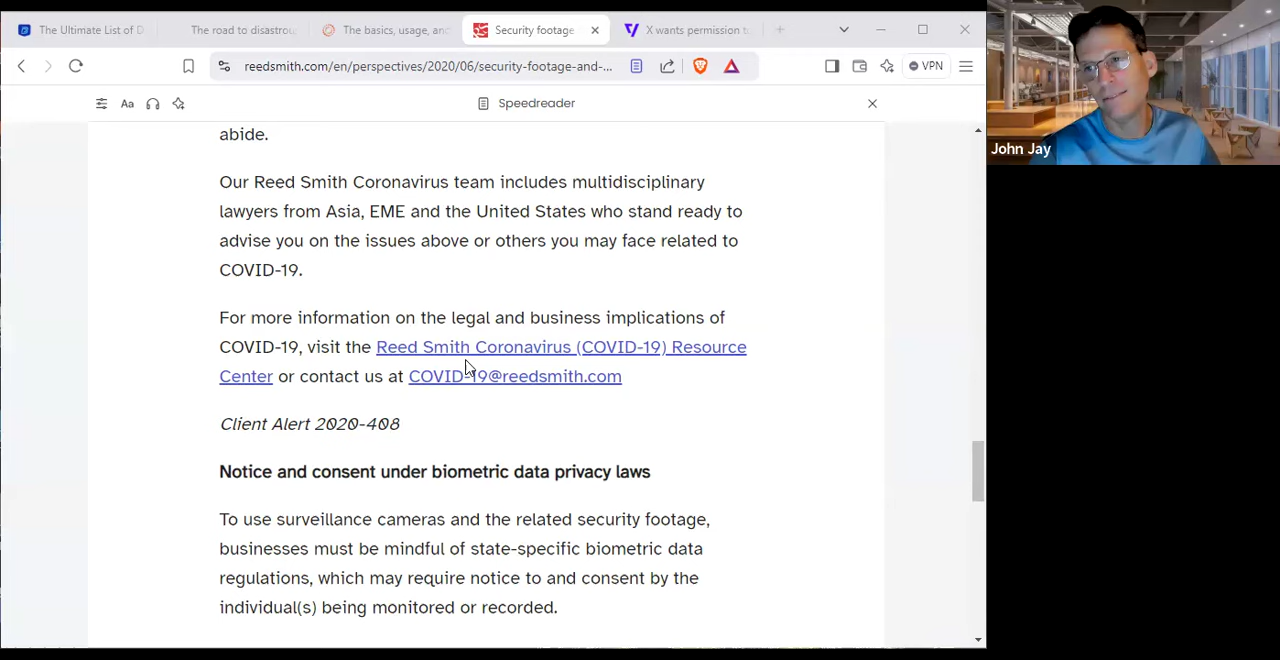 The Ultimate List of D
The road to disastrou
The basics, usage, an
Security footage
X wants permission to
reedsmith.com/en/perspectives/2020/06/security-footage-and-...
VPN
Aa
Speedreader
John Jay
abide.
Our Reed Smith Coronavirus team includes multidisciplinary
lawyers from Asia, EME and the United States who stand ready to
advise you on the issues above or others you may face related to
COVID-19.
For more information on the legal and business implications of
COVID-19, visit the Reed Smith Coronavirus (COVID-19) Resource
Center or contact us at COVID-19@reedsmith.com
Client Alert 2020-408
Notice and consent under biometric data privacy laws
To use surveillance cameras and the related security footage,
businesses must be mindful of state-specific biometric data
regulations, which may require notice to and consent by the
individual(s) being monitored or recorded.